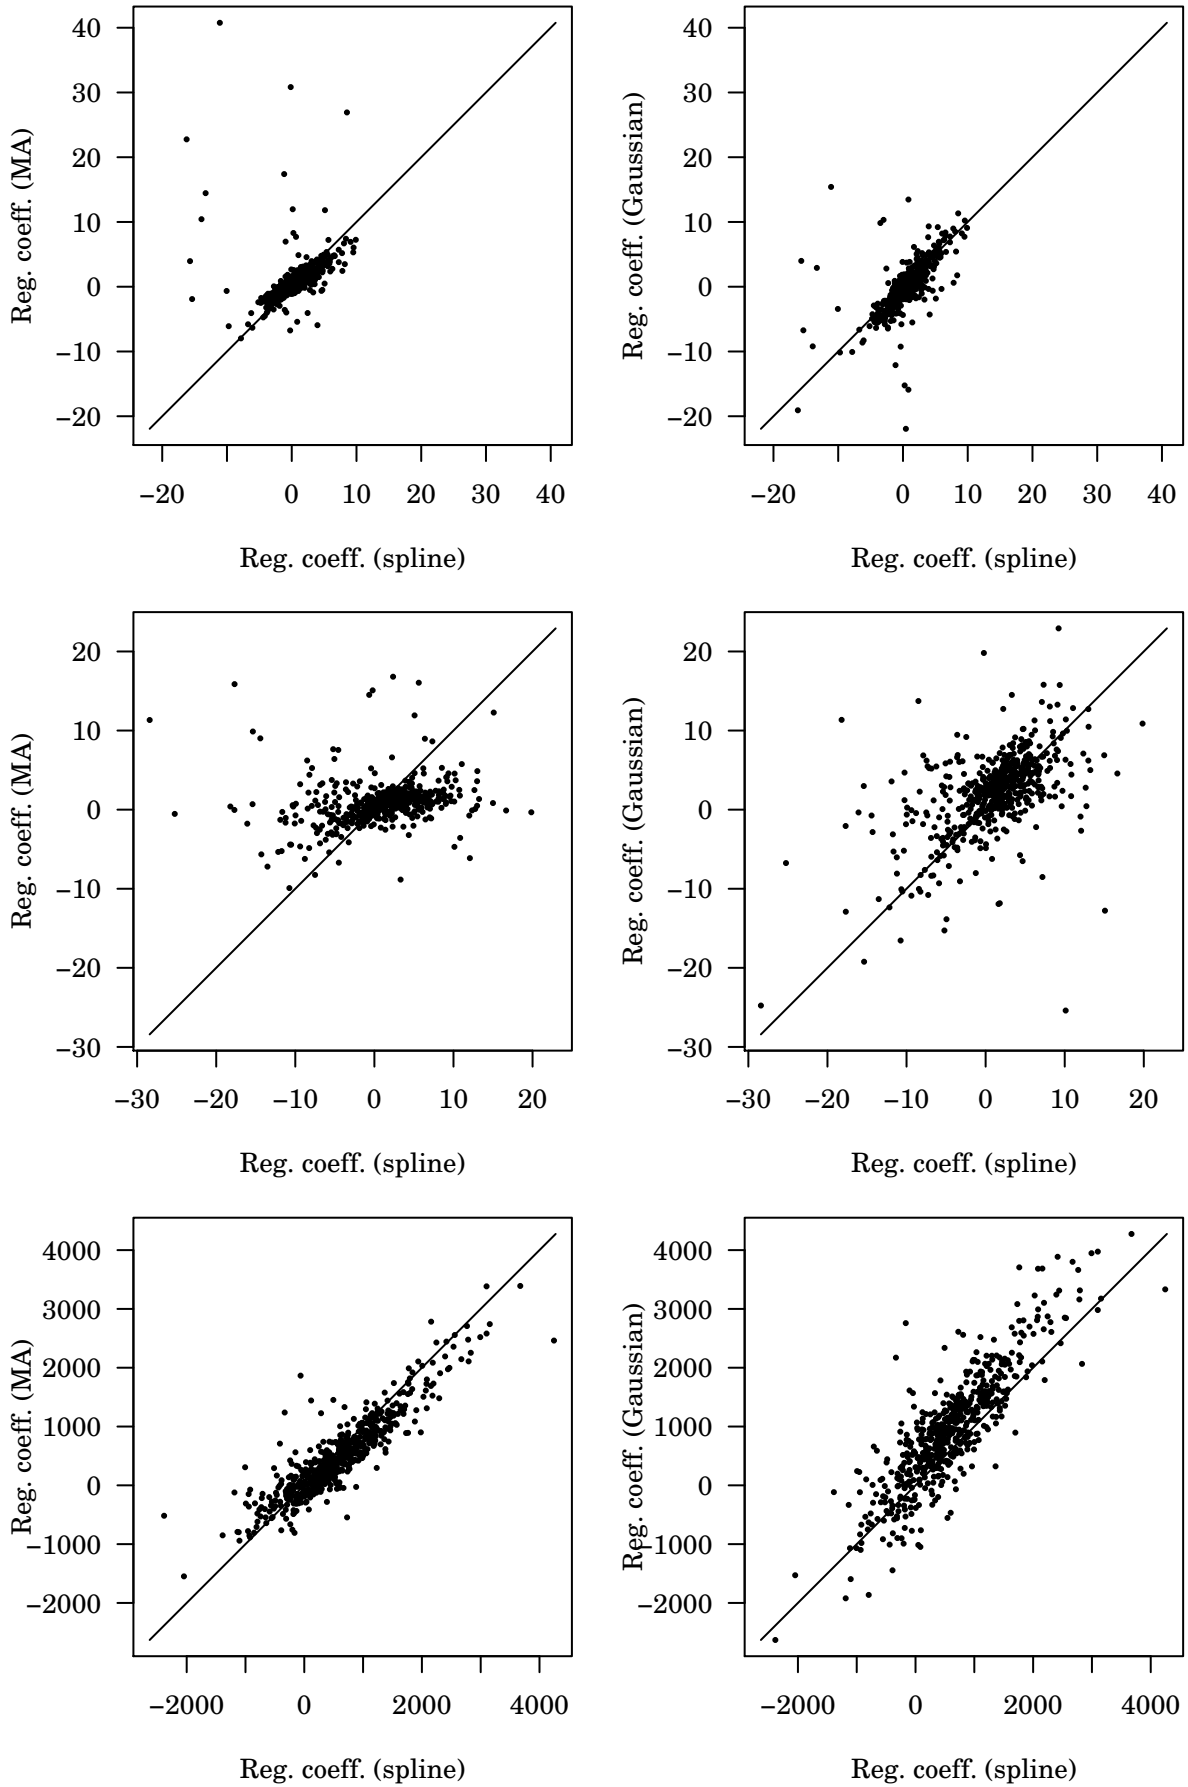 Reg. coeff. (MA)
40
30
20
10
0
−10
−20
−20 0 10 20 30 40
Reg. coeff. (spline)
Reg. coeff. (Gaussian)
40
30
20
10
0
−10
−20
−20 0 10 20 30 40
Reg. coeff. (spline)
Reg. coeff. (MA)
20
10
0
−10
−20
−30
−30 −20 −10 0 10 20
Reg. coeff. (spline)
Reg. coeff. (Gaussian)
20
10
0
−10
−20
−30
−30 −20 −10 0 10 20
Reg. coeff. (spline)
Reg. coeff. (MA)
4000
3000
2000
1000
0
−1000
−2000
−2000 0 2000 4000
Reg. coeff. (spline)
Reg. coeff. (Gaussian)
4000
3000
2000
1000
0
−1000
−2000
−2000 0 2000 4000
Reg. coeff. (spline)